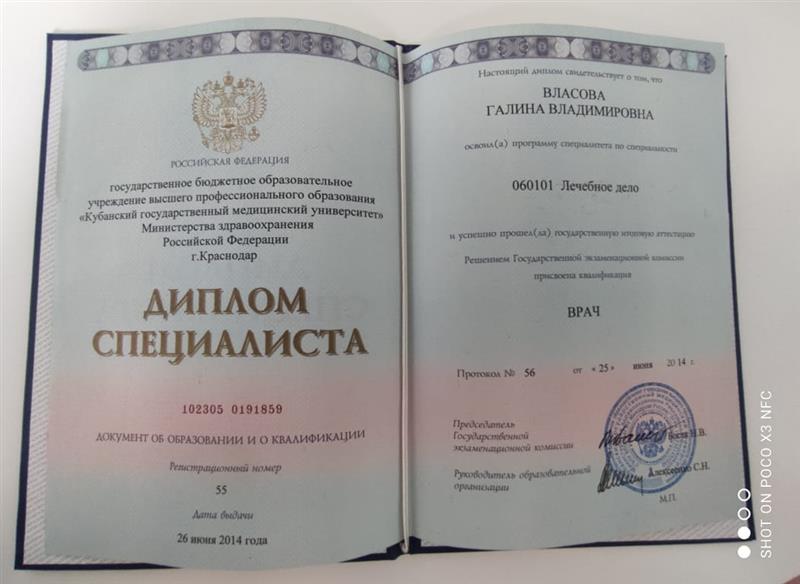 РОССИЙСКАЯ ФЕДЕРАЦИЯ
государственное бюджетное образовательное
учреждение высшего профессионального образования
«Кубанский государственный медицинский университет»
Министерства здравоохранения
Российской Федерации
г.Краснодар
ДИПЛОМ
СПЕЦИАЛИСТА
102305 0191859
ДОКУМЕНТ ОБ ОБРАЗОВАНИИ И О КВАЛИФИКАЦИИ
Регистрационный номер
55
Дата выдачи
26 июня 2014 года
Настоящий диплом свидетельствует о том, что
ВЛАСОВА
ГАЛИНА ВЛАДИМИРОВНА
освоил(а) программу специалитета по специальности
060101 Лечебное дело
и успешно прошел(ла) государственную итоговую аттестацию
Решением Государственной экзаменационной комиссии
присвоена квалификация
ВРАЧ
Протокол № 56 от «25» июня 2014 г.
Председатель
Государственной
экзаменационной комиссии Н.В.
Руководитель образовательной
организации Алексеенко С.Н.
М.П.
SHOT ON POCO X3 NFC